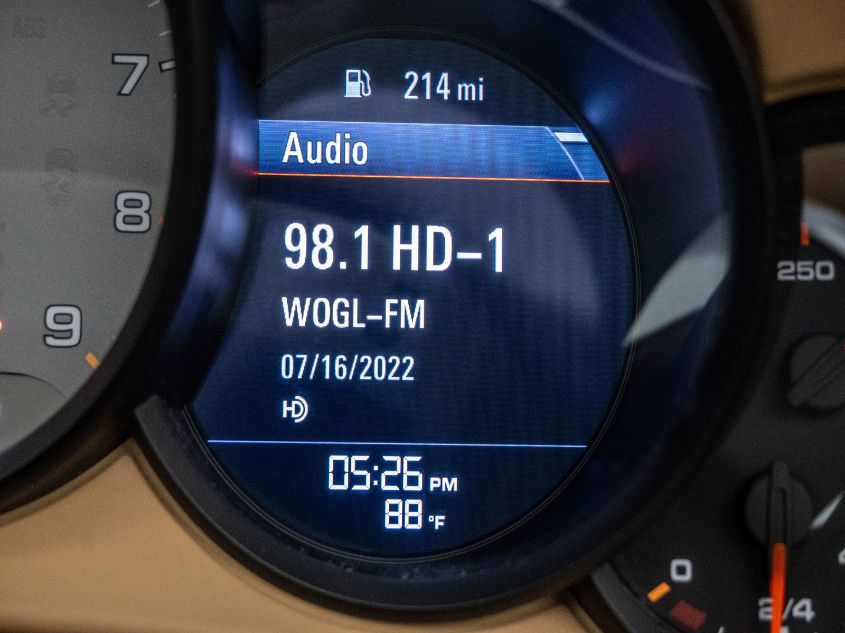 7
8
9
214 mi
Audio
98.1 HD-1
WOGL-FM
07/16/2022
HD
05:26 PM
88 °F
250
0
2/4
4